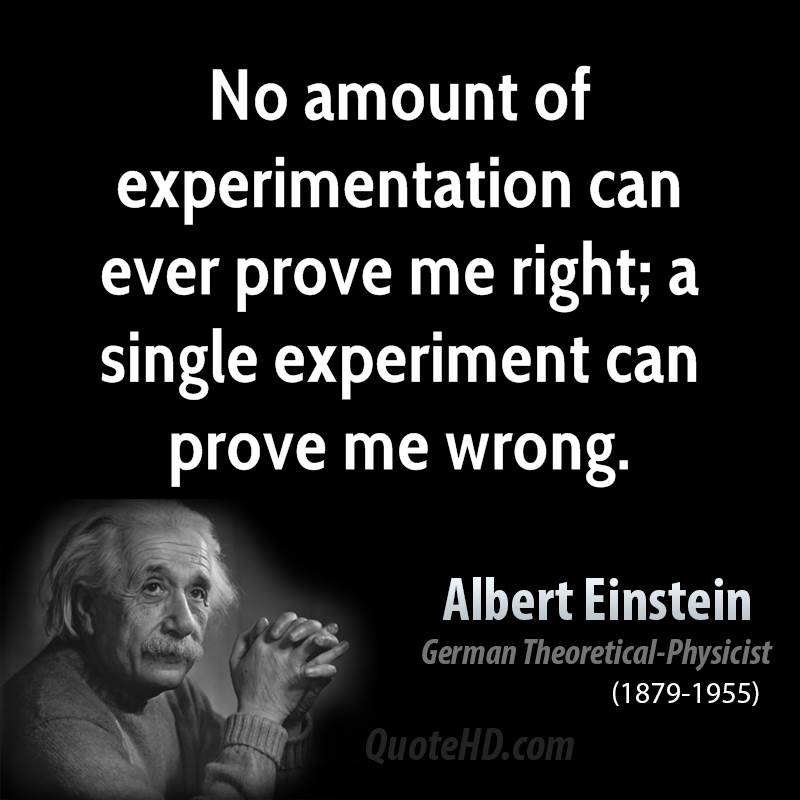 No amount of
experimentation can
ever prove me right; a
single experiment can
prove me wrong.
Albert Einstein
German Theoretical-Physicist
(1879-1955)
QuoteHD.com